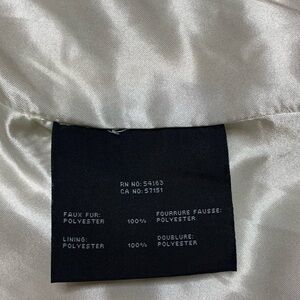 RN NO: 54163
CA NO: 57151
FAUX FUR: 100% FOURRURE FAUSSE:
POLYESTER POLYESTER
LINING: 100% DOUBLURE:
POLYESTER POLYESTER